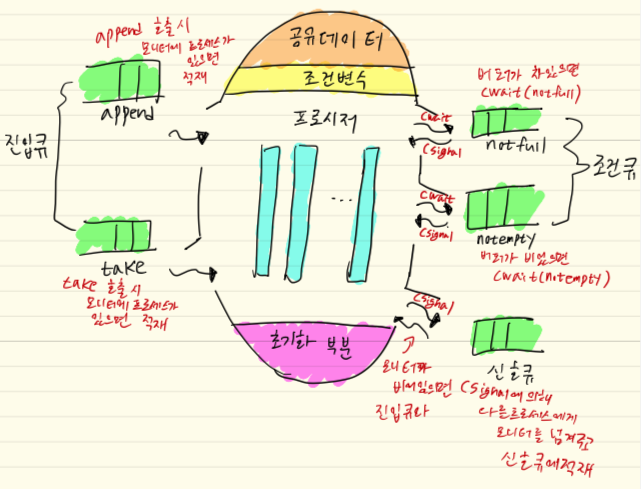 append 호출시
모니터에 프로세스가
있으면
적재
append
진입큐
take
take 호출시
모니터에 프로세스가
있으면 적재
공유데이터
조건변수
프로시저
...
초기화 부분
cwait
csignal
cwait
csignal
csignal
버퍼가 차있으면
cwait(notfull)
notfull
조건큐
notempty
버퍼가 비었으면
cwait(notempty)
모니터가
비어있으면
진입큐와
신호큐
csignal에 의해
다른프로세스에게
모니터를 넘겨주고
신호큐에적재